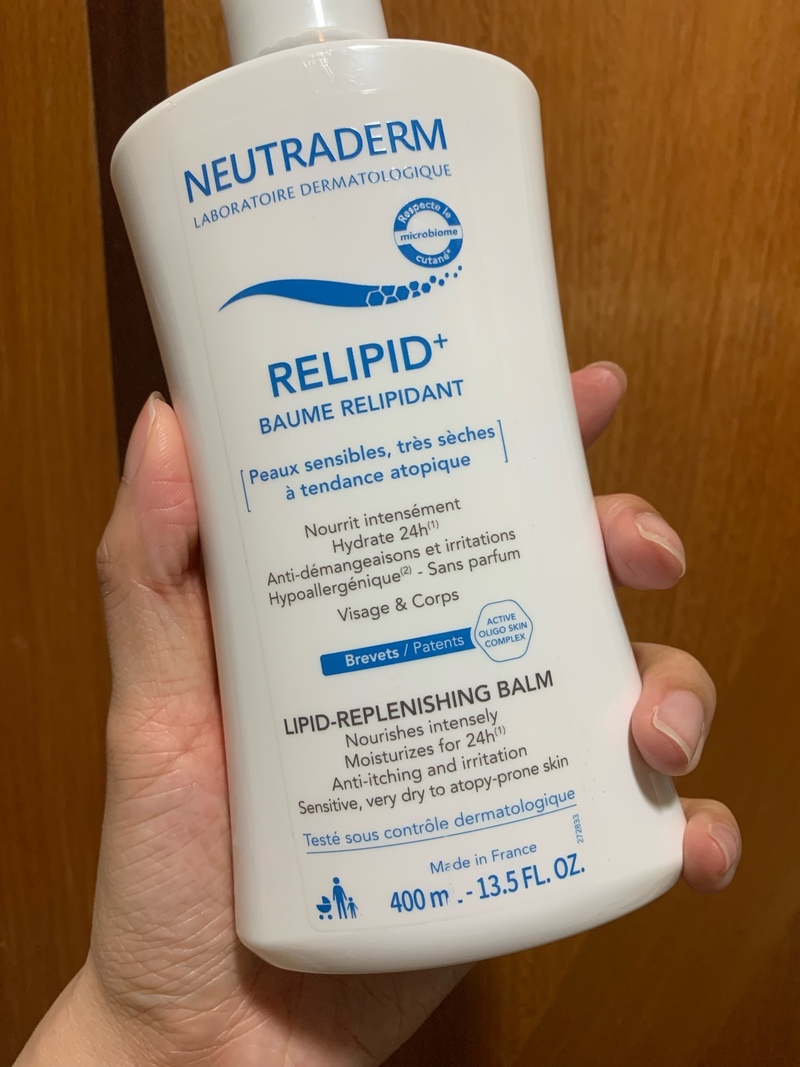 NEUTRADERM
LABORATOIRE DERMATOLOGIQUE
Respecte le
microbiome
cutané*
RELIPID+
BAUME RELIPIDANT
Peaux sensibles, très sèches
à tendance atopique
Nourrit intensément
Hydrate 24h(1)
Anti-démangeaisons et irritations
Hypoallergénique(2) - Sans parfum
Visage & Corps
Brevets / Patents
ACTIVE
OLIGO SKIN
COMPLEX
LIPID-REPLENISHING BALM
Nourishes intensely
Moisturizes for 24h(1)
Anti-itching and irritation
Sensitive, very dry to atopy-prone skin
Testé sous contrôle dermatologique
272833
Made in France
400 m - 13.5 FL. OZ.